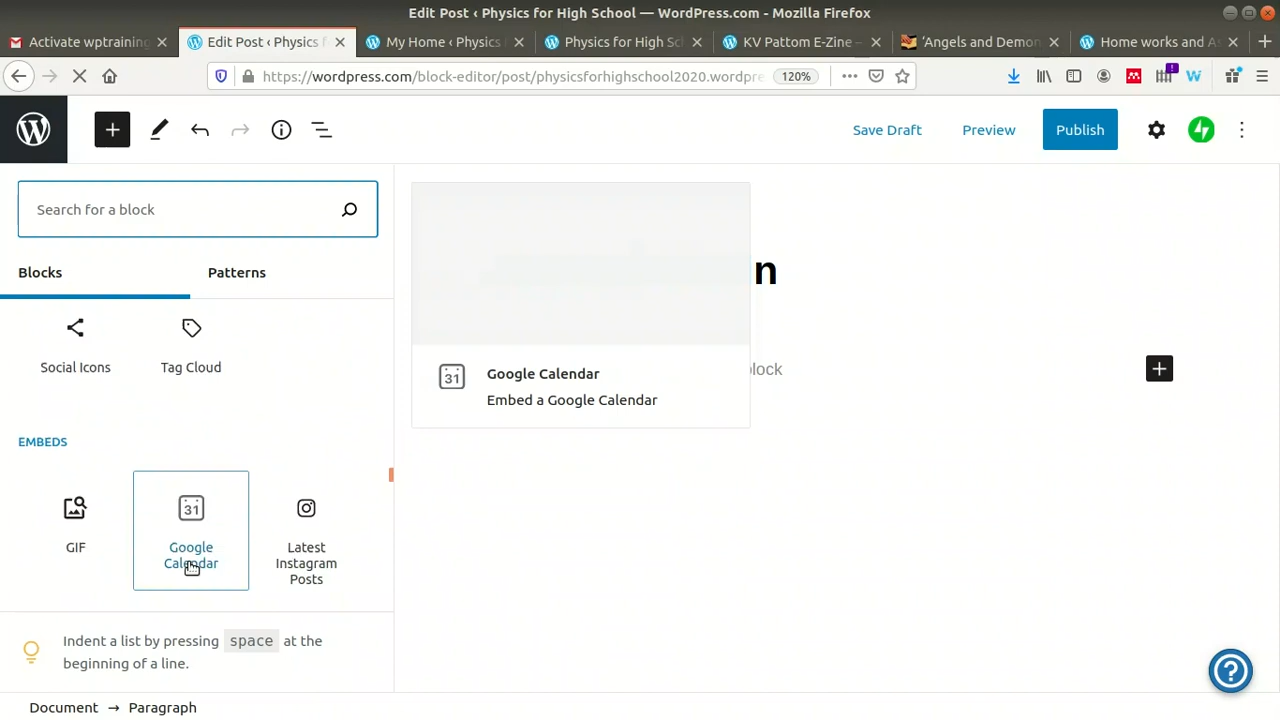 Edit Post ‹ Physics for High School — WordPress.com - Mozilla Firefox
Activate wptraining
Edit Post ‹ Physics f
My Home ‹ Physics
Physics for High Sc
KV Pattom E-Zine –
‘Angels and Demon
Home works and As
https://wordpress.com/block-editor/post/physicsforhighschool2020.wordpre
120%
Save Draft
Preview
Publish
Search for a block
Blocks
Patterns
n
Social Icons
Tag Cloud
31
Google Calendar
Embed a Google Calendar
block
EMBEDS
GIF
31
Google Calendar
Latest Instagram Posts
Indent a list by pressing space at the
beginning of a line.
Document → Paragraph